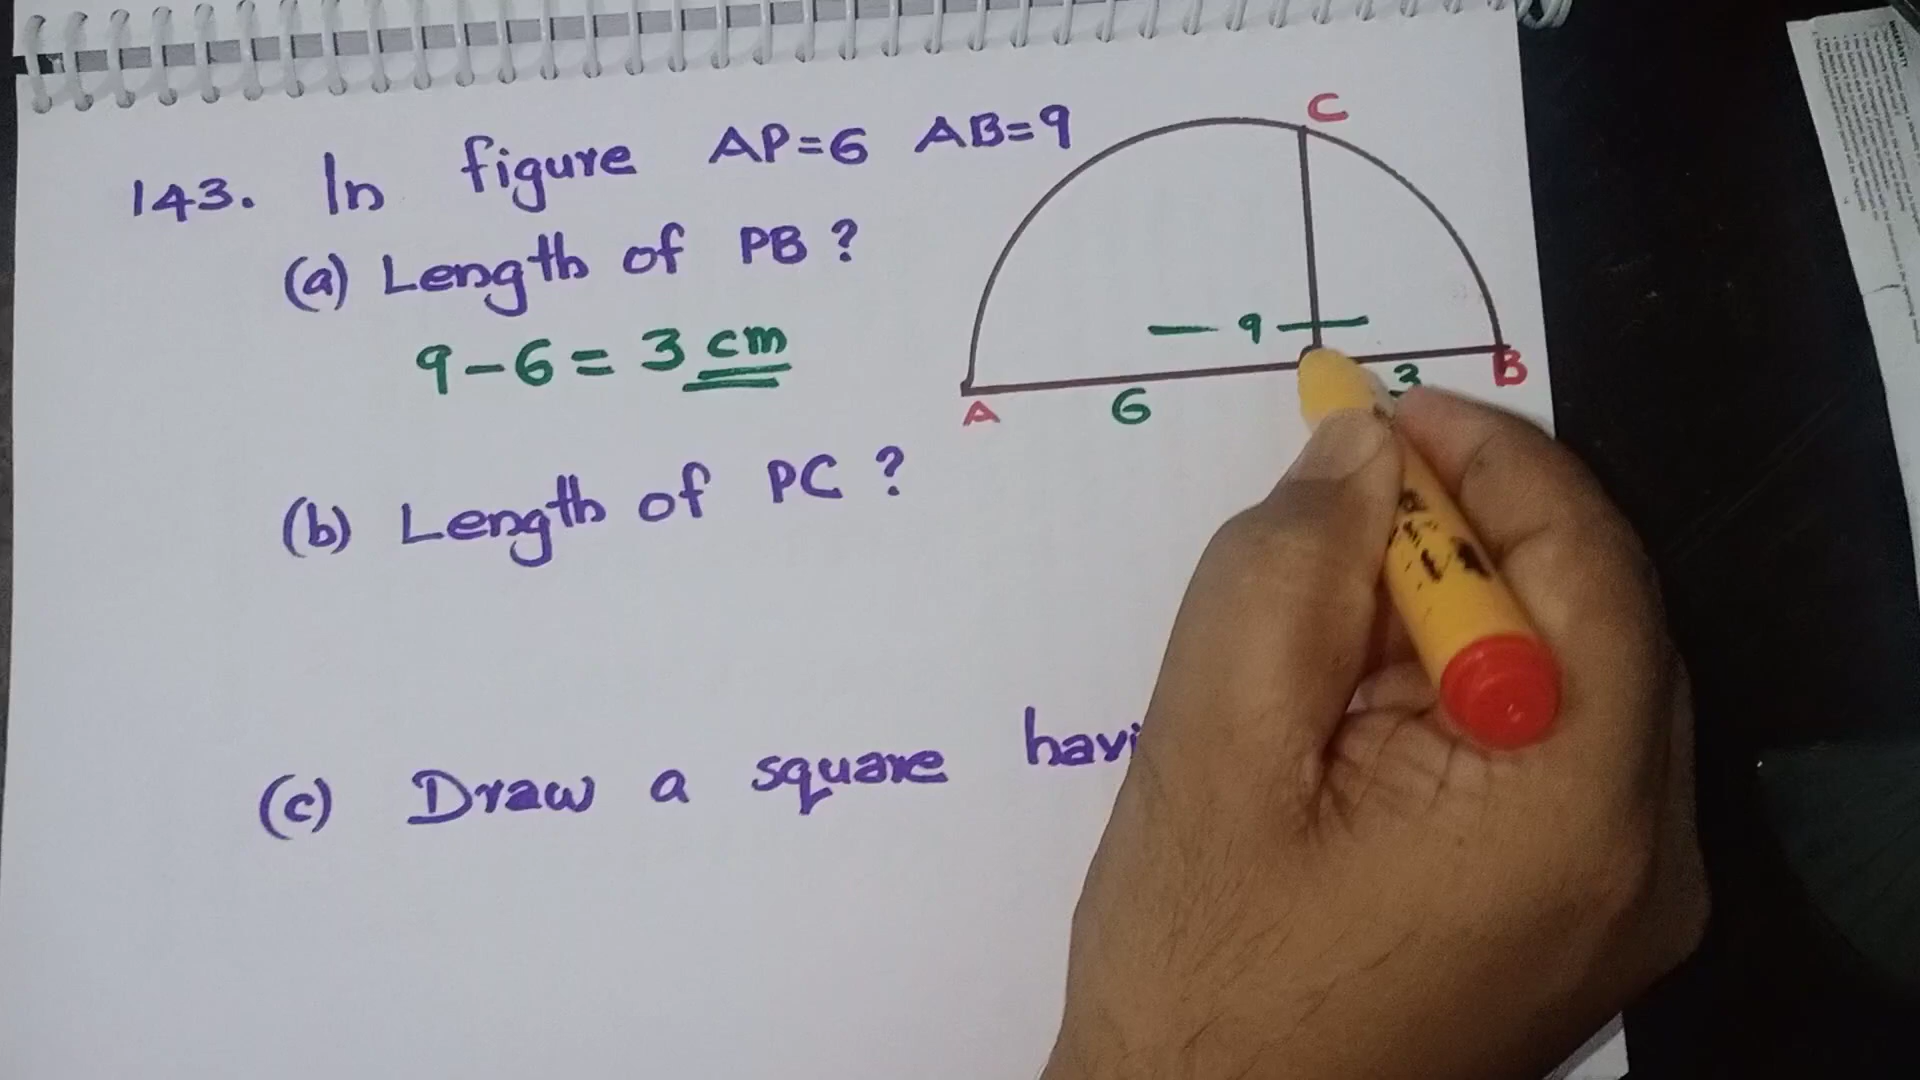 143. In figure AP=6 AB=9
(a) Length of PB ?
9-6=3 cm
(b) Length of PC ?
(c) Draw a square
C
9
A
6
3
B
WARRANTY